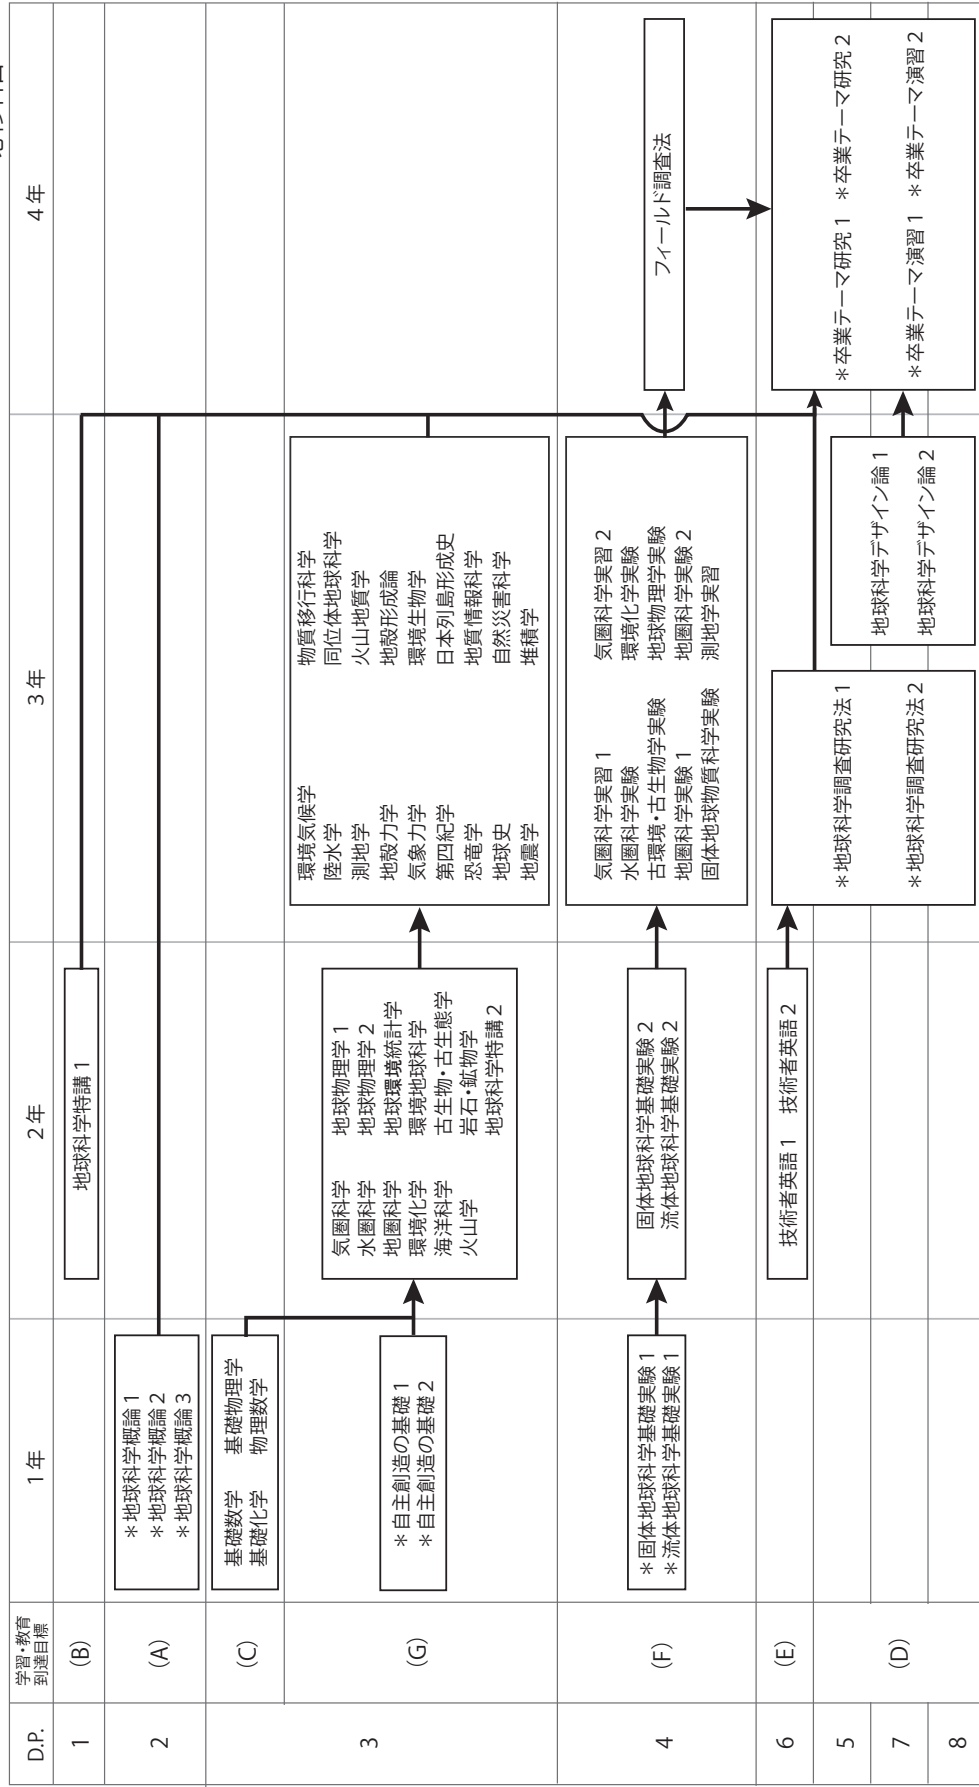 D.P.
学習・教育
到達目標
1年
2年
3年
4年
1
(B)
地球科学特講 1
2
(A)
＊地球科学概論 1
＊地球科学概論 2
＊地球科学概論 3
3
(C)
基礎数学 基礎物理学
基礎化学 物理数学
(G)
＊自主創造の基礎 1
＊自主創造の基礎 2
気圏科学 地球物理学 1
水圏科学 地球物理学 2
地圏科学 地球環境統計学
環境化学 環境地球科学
海洋科学 古生物・古生態学
火山学 岩石・鉱物学
地球科学特講 2
環境気候学 物質移行科学
陸水学 同位体地球科学
測地学 火山地質学
地殻力学 地殻形成論
気象力学 環境生物学
第四紀学 日本列島形成史
恐竜学 地質情報科学
地球史 自然災害科学
地震学 堆積学
4
(F)
＊固体地球科学基礎実験 1
＊流体地球科学基礎実験 1
固体地球科学基礎実験 2
流体地球科学基礎実験 2
気圏科学実習 1 気圏科学実習 2
水圏科学実験 環境化学実験
古環境・古生物学実験 地球物理学実験
地圏科学実験 1 地圏科学実験 2
固体地球物質科学実験 測地学実習
フィールド調査法
6
(E)
技術者英語 1 技術者英語 2
5
7
8
(D)
＊地球科学調査研究法 1
＊地球科学調査研究法 2
地球科学デザイン論 1
地球科学デザイン論 2
＊卒業テーマ研究 1 ＊卒業テーマ研究 2
＊卒業テーマ演習 1 ＊卒業テーマ演習 2